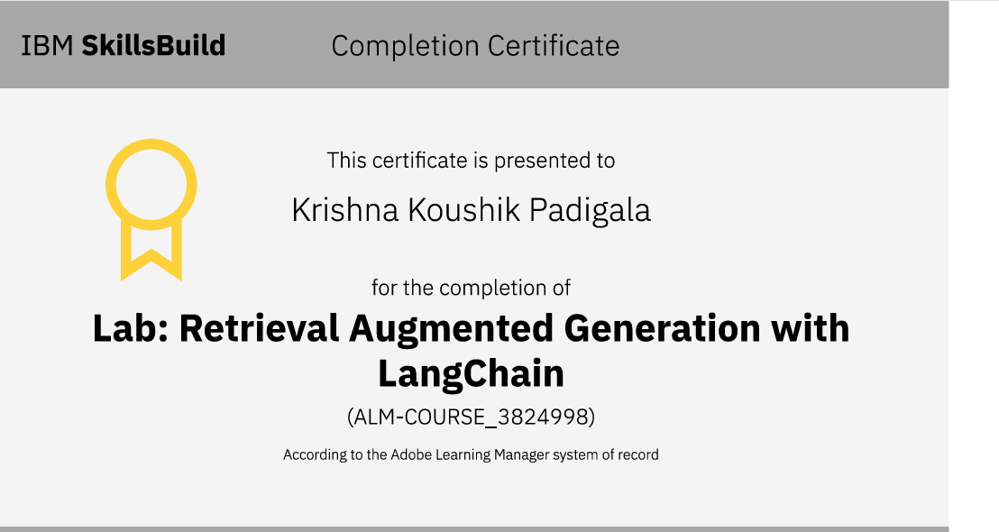 IBM SkillsBuild
Completion Certificate
This certificate is presented to
Krishna Koushik Padigala
for the completion of
Lab: Retrieval Augmented Generation with
LangChain
(ALM-COURSE_3824998)
According to the Adobe Learning Manager system of record